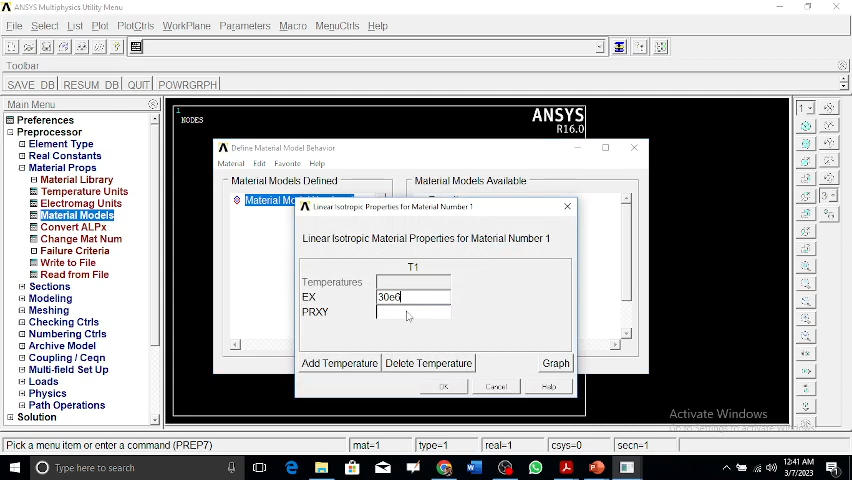 ANSYS Multiphysics Utility Menu
File Select List Plot PlotCtrls WorkPlane Parameters Macro MenuCtrls Help
Toolbar
SAVE_DB RESUM_DB QUIT POWRGRPH
Main Menu
Preferences
Preprocessor
Element Type
Real Constants
Material Props
Material Library
Temperature Units
Electromag Units
Material Models
Convert ALPx
Change Mat Num
Failure Criteria
Write to File
Read from File
Sections
Modeling
Meshing
Checking Ctrls
Numbering Ctrls
Archive Model
Coupling / Ceqn
Multi-field Set Up
Loads
Physics
Path Operations
Solution
1
NODES
ANSYS
R16.0
Define Material Model Behavior
Material Edit Favorite Help
Material Models Defined
Material Models Available
Linear Isotropic Properties for Material Number 1
Linear Isotropic Material Properties for Material Number 1
T1
Temperatures
EX 30e6
PRXY
Add Temperature Delete Temperature Graph
OK Cancel Help
1
3
Activate Windows
Pick a menu item or enter a command (PREP7) mat=1 type=1 real=1 csys=0 secn=1
Type here to search
12:41 AM
3/7/2023